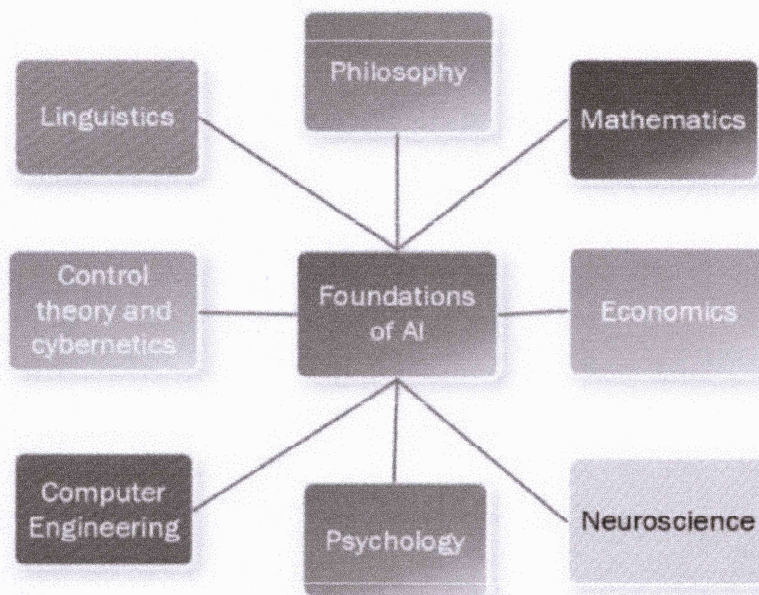 Philosophy
Linguistics
Mathematics
Control
theory and
cybernetics
Foundations
of AI
Economics
Computer
Engineering
Psychology
Neuroscience